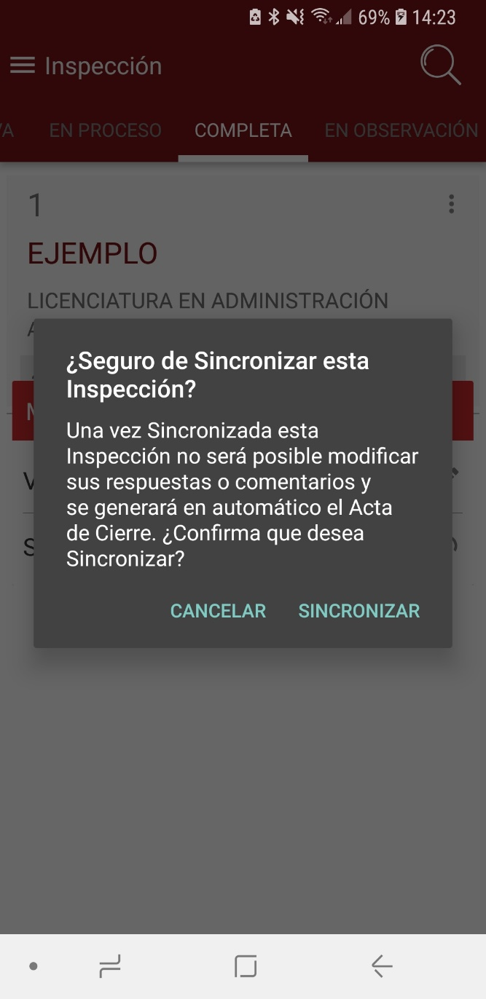 69% 14:23
Inspección
EN PROCESO COMPLETA EN OBSERVACIÓN
1
EJEMPLO
LICENCIATURA EN ADMINISTRACIÓN
¿Seguro de Sincronizar esta
Inspección?
Una vez Sincronizada esta
Inspección no será posible modificar
sus respuestas o comentarios y
se generará en automático el Acta
de Cierre. ¿Confirma que desea
Sincronizar?
CANCELAR SINCRONIZAR